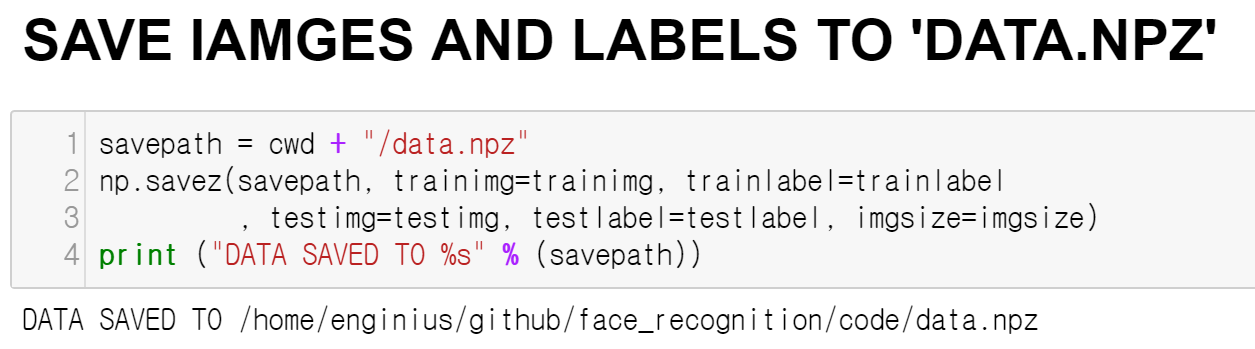 SAVE IAMGES AND LABELS TO 'DATA.NPZ'
1 savepath = cwd + "/data.npz"
2 np.savez(savepath, trainimg=trainimg, trainlabel=trainlabel
3 , testimg=testimg, testlabel=testlabel, imgsize=imgsize)
4 print ("DATA SAVED TO %s" % (savepath))
DATA SAVED TO /home/enginius/github/face_recognition/code/data.npz